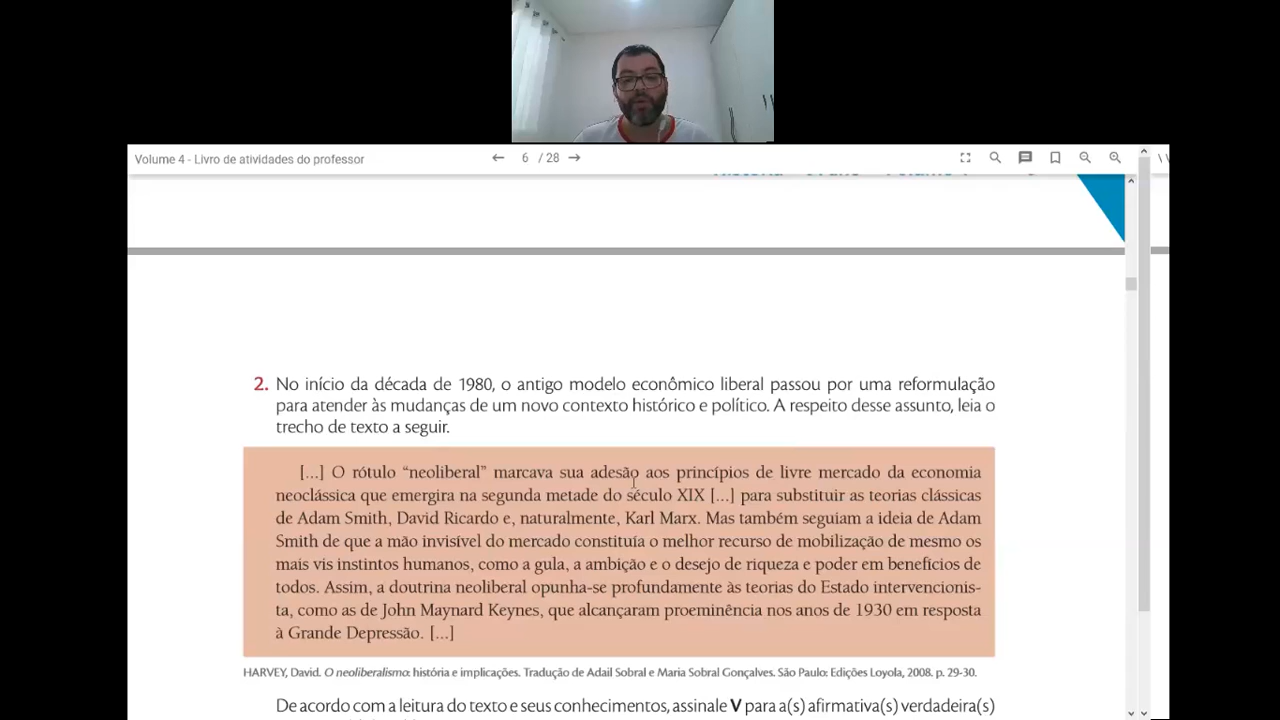 Volume 4 - Livro de atividades do professor
6 / 28
2. No início da década de 1980, o antigo modelo econômico liberal passou por uma reformulação
para atender às mudanças de um novo contexto histórico e político. A respeito desse assunto, leia o
trecho de texto a seguir.
[...] O rótulo “neoliberal” marcava sua adesão aos princípios de livre mercado da economia
neoclássica que emergira na segunda metade do século XIX [...] para substituir as teorias clássicas
de Adam Smith, David Ricardo e, naturalmente, Karl Marx. Mas também seguiam a ideia de Adam
Smith de que a mão invisível do mercado constituía o melhor recurso de mobilização de mesmo os
mais vis instintos humanos, como a gula, a ambição e o desejo de riqueza e poder em benefícios de
todos. Assim, a doutrina neoliberal opunha-se profundamente às teorias do Estado intervencionis-
ta, como as de John Maynard Keynes, que alcançaram proeminência nos anos de 1930 em resposta
à Grande Depressão. [...]
HARVEY, David. O neoliberalismo: história e implicações. Tradução de Adail Sobral e Maria Sobral Gonçalves. São Paulo: Edições Loyola, 2008. p. 29-30.
De acordo com a leitura do texto e seus conhecimentos, assinale V para a(s) afirmativa(s) verdadeira(s)